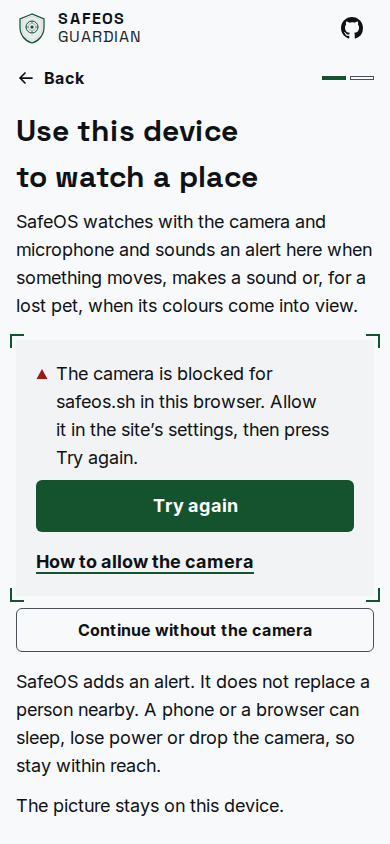 SAFEOS
GUARDIAN
Back
Use this device
to watch a place
SafeOS watches with the camera and
microphone and sounds an alert here when
something moves, makes a sound or, for a
lost pet, when its colours come into view.
The camera is blocked for
safeos.sh in this browser. Allow
it in the site’s settings, then press
Try again.
Try again
How to allow the camera
Continue without the camera
SafeOS adds an alert. It does not replace a
person nearby. A phone or a browser can
sleep, lose power or drop the camera, so
stay within reach.
The picture stays on this device.